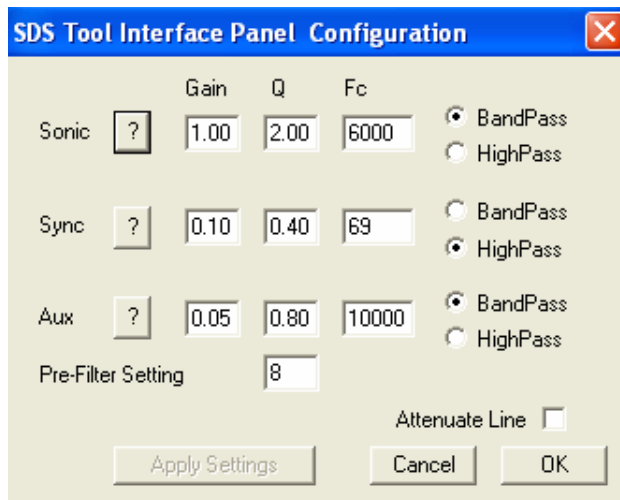 SDS Tool Interface Panel Configuration
Gain Q Fc
Sonic ? 1.00 2.00 6000 BandPass
HighPass
Sync ? 0.10 0.40 69 BandPass
HighPass
Aux ? 0.05 0.80 10000 BandPass
HighPass
Pre-Filter Setting 8
Attenuate Line
Apply Settings Cancel OK